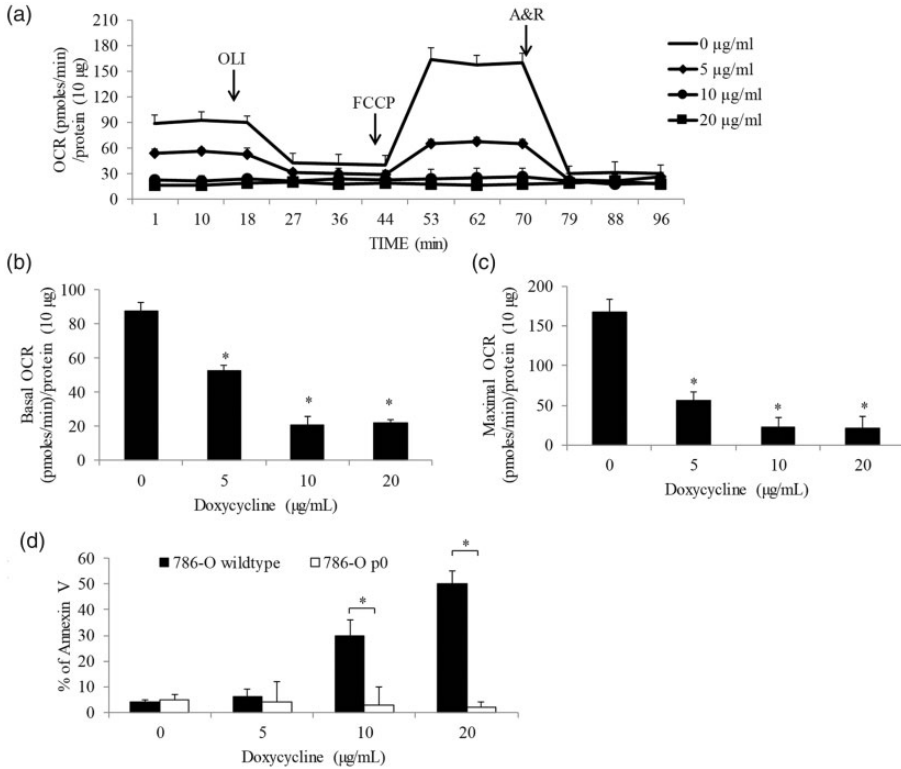 (a)
OCR (pmoles/min)
/protein (10 µg)
210
180
150
120
90
60
30
0
OLI
FCCP
A&R
0 µg/ml
5 µg/ml
10 µg/ml
20 µg/ml
1 10 18 27 36 44 53 62 70 79 88 96
TIME (min)
(b)
Basal OCR
(pmoles/min)/protein (10 µg)
100
80
60
40
20
0
* * *
0 5 10 20
Doxycycline (µg/mL)
(c)
Maximal OCR
(pmoles/min)/protein (10 µg)
200
150
100
50
0
* * *
0 5 10 20
Doxycycline (µg/mL)
(d)
% of Annexin V
60
50
40
30
20
10
0
786-O wildtype 786-O p0
* *
0 5 10 20
Doxycycline (µg/mL)